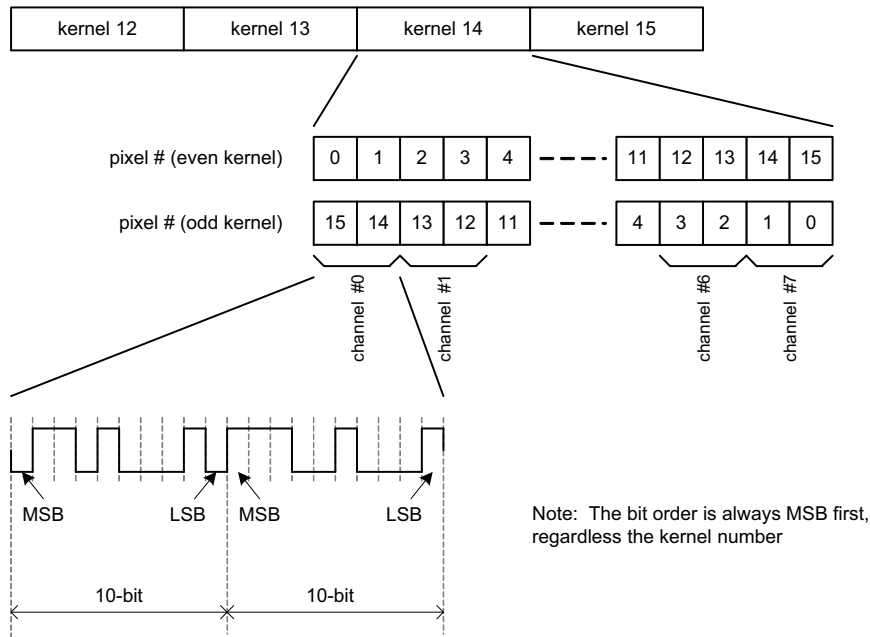 kernel 12 kernel 13 kernel 14 kernel 15
pixel # (even kernel) 0 1 2 3 4 11 12 13 14 15
pixel # (odd kernel) 15 14 13 12 11 4 3 2 1 0
channel #0 channel #1 channel #6 channel #7
MSB LSB MSB LSB
Note: The bit order is always MSB first,
regardless the kernel number
10-bit 10-bit